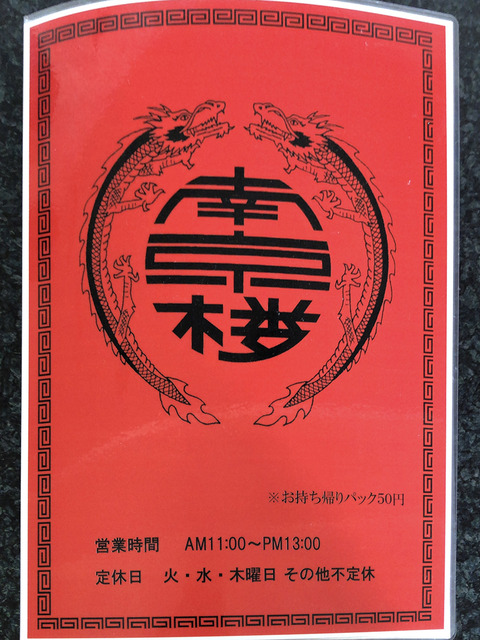 南京楼
※お持ち帰りパック50円
営業時間 AM11:00～PM13:00
定休日 火・水・木曜日 その他不定休